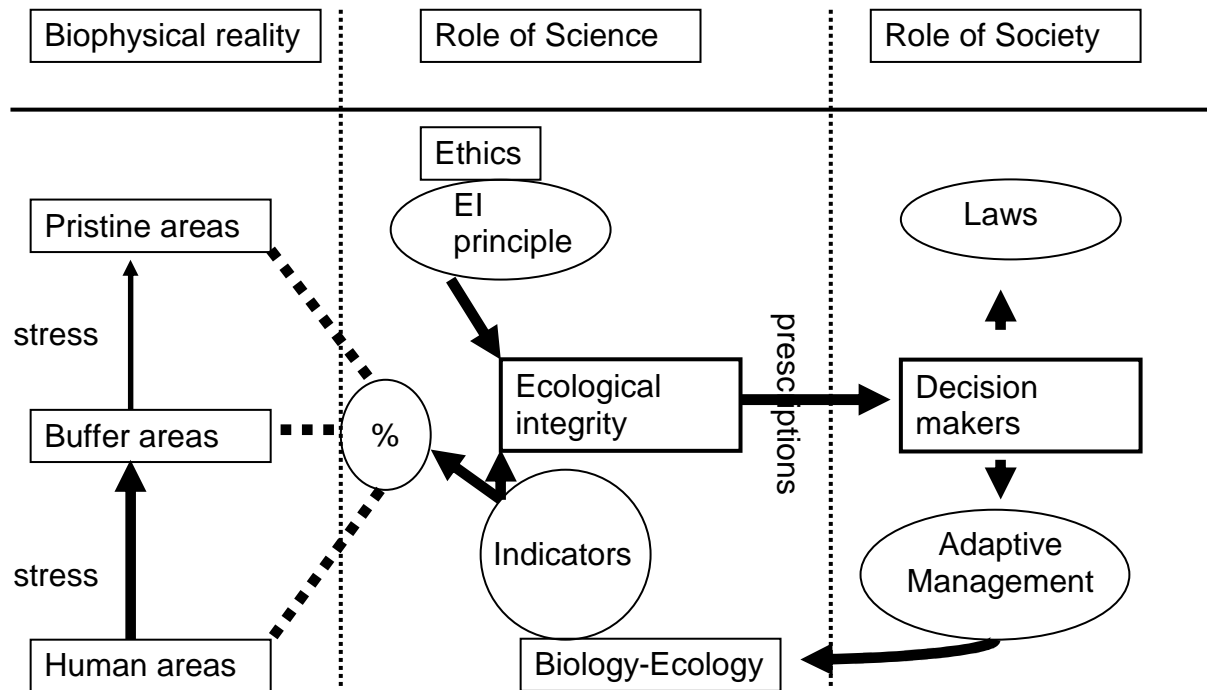 Biophysical reality
Role of Science
Role of Society
Ethics
EI
principle
Laws
Pristine areas
stress
prescriptions
Ecological
integrity
Decision
makers
Buffer areas
%
Indicators
Adaptive
Management
stress
Human areas
Biology-Ecology